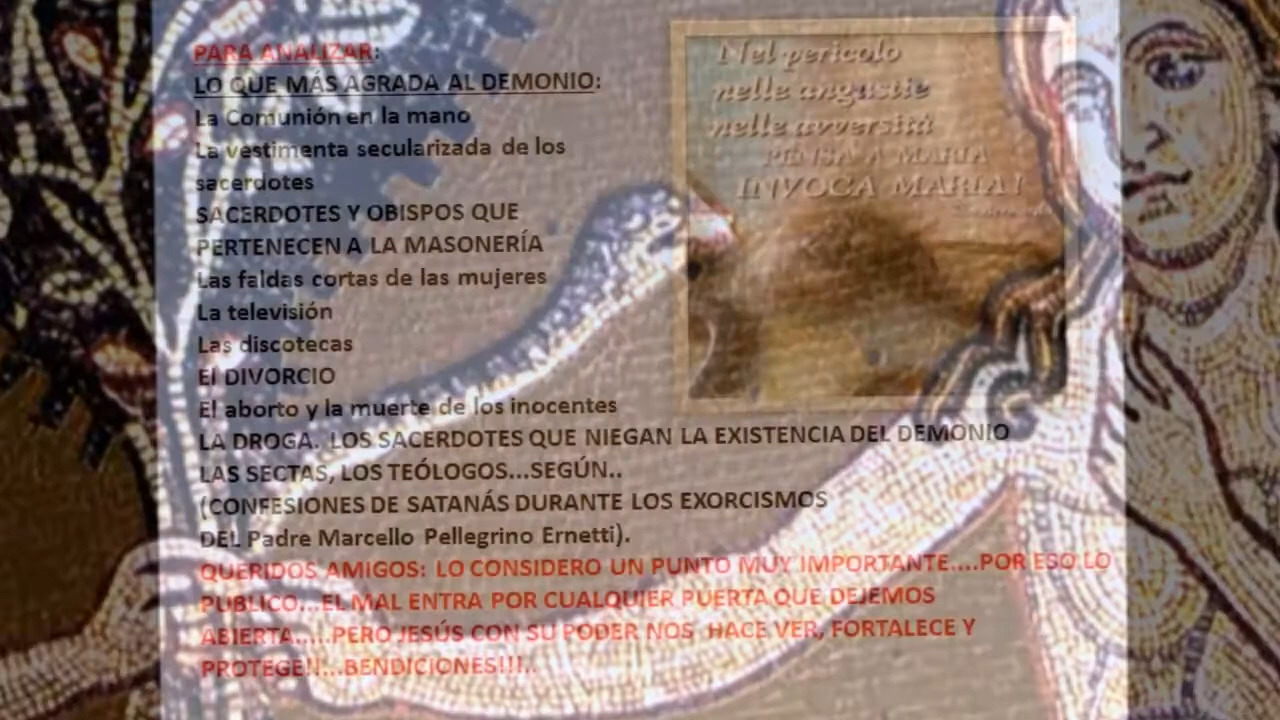 PARA ANALIZAR:
LO QUE MÁS AGRADA AL DEMONIO:
La Comunión en la mano
La vestimenta secularizada de los
sacerdotes
SACERDOTES Y OBISPOS QUE
PERTENECEN A LA MASONERÍA
Las faldas cortas de las mujeres
La televisión
Las discotecas
El DIVORCIO
El aborto y la muerte de los inocentes
LA DROGA. LOS SACERDOTES QUE NIEGAN LA EXISTENCIA DEL DEMONIO
LAS SECTAS, LOS TEÓLOGOS...SEGÚN..
(CONFESIONES DE SATANÁS DURANTE LOS EXORCISMOS
DEL Padre Marcello Pellegrino Ernetti).
QUERIDOS AMIGOS: LO CONSIDERO UN PUNTO MUY IMPORTANTE....POR ESO LO
PUBLICO...EL MAL ENTRA POR CUALQUIER PUERTA QUE DEJEMOS
ABIERTA.....PERO JESÚS CON SU PODER NOS HACE VER, FORTALECE Y
PROTEGE!!...BENDICIONES!!!..
Nel pericolo
nelle angustie
nelle avversità
PENSA A MARIA
INVOCA MARIA!